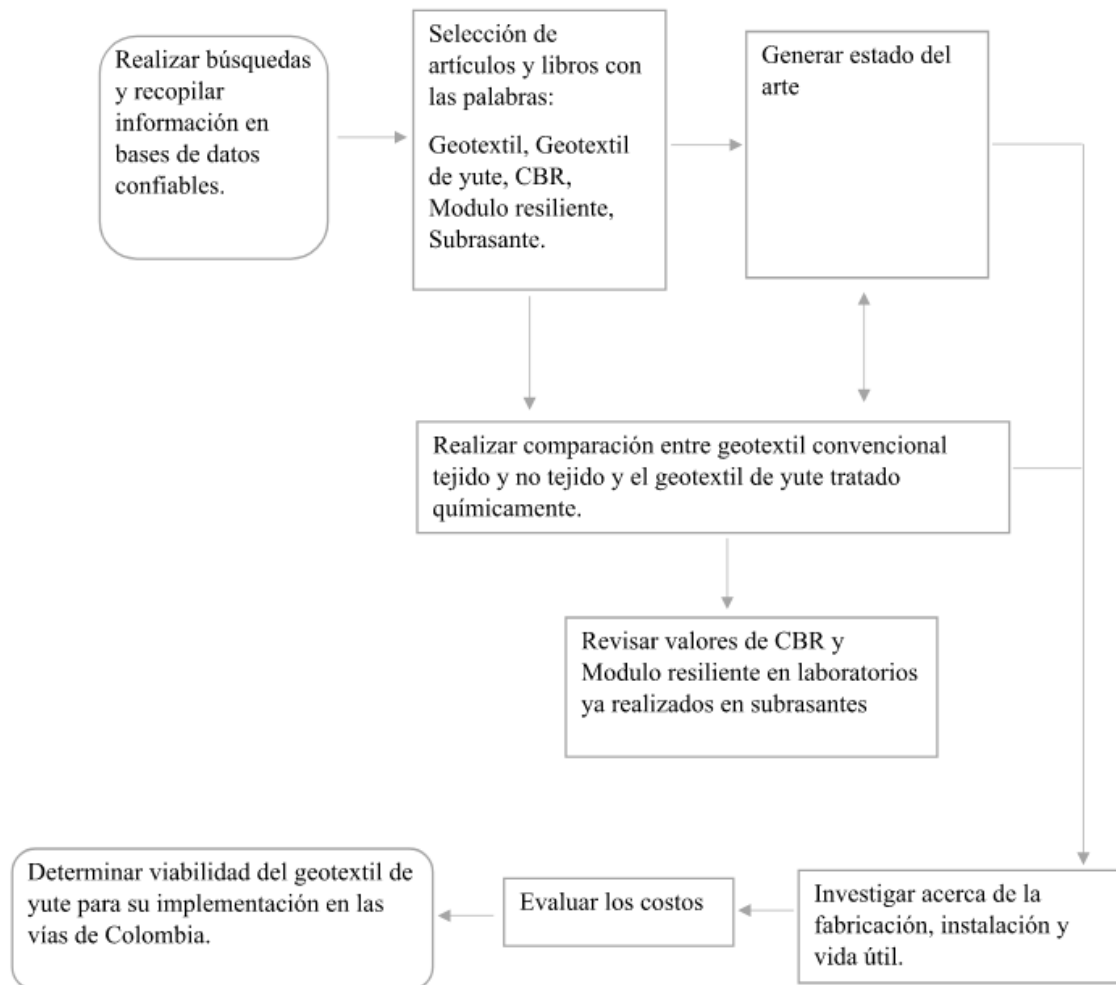 Realizar búsquedas
y recopilar
información en
bases de datos
confiables.
Selección de
artículos y libros con
las palabras:
Geotextil, Geotextil
de yute, CBR,
Modulo resiliente,
Subrasante.
Generar estado del
arte
Realizar comparación entre geotextil convencional
tejido y no tejido y el geotextil de yute tratado
químicamente.
Revisar valores de CBR y
Modulo resiliente en laboratorios
ya realizados en subrasantes
Determinar viabilidad del geotextil de
yute para su implementación en las
vías de Colombia.
Evaluar los costos
Investigar acerca de la
fabricación, instalación y
vida útil.